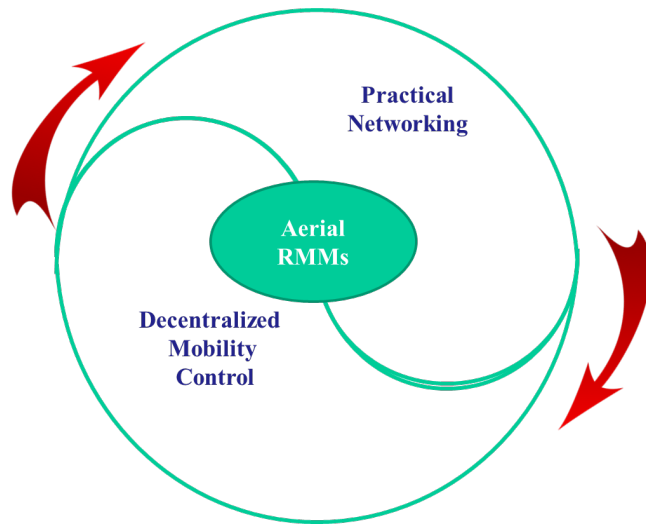 Practical
Networking
Aerial
RMMs
Decentralized
Mobility
Control